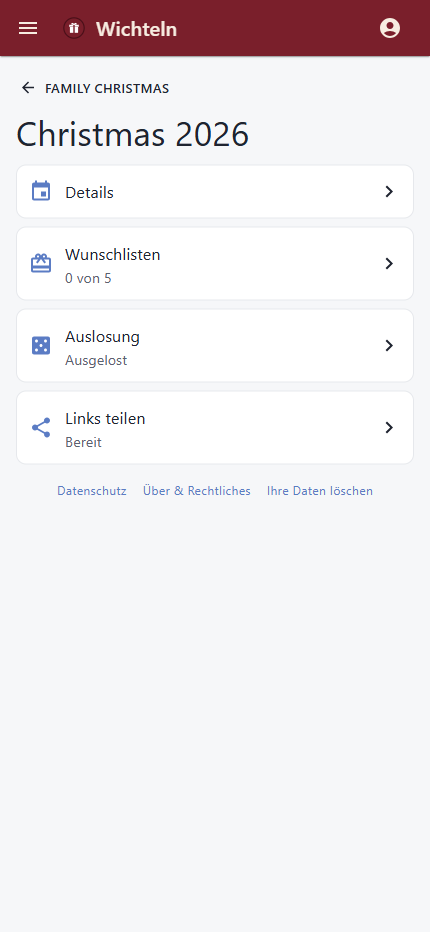 Wichteln
FAMILY CHRISTMAS
Christmas 2026
Details
Wunschlisten
0 von 5
Auslosung
Ausgelost
Links teilen
Bereit
Datenschutz Über & Rechtliches Ihre Daten löschen